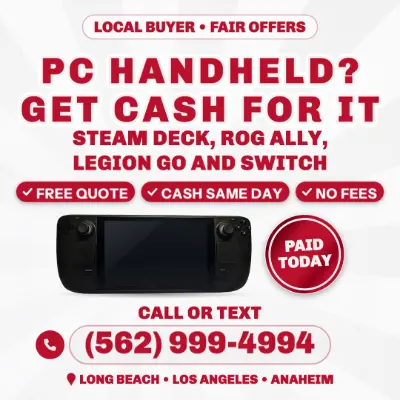 LOCAL BUYER • FAIR OFFERS
PC HANDHELD?
GET CASH FOR IT
STEAM DECK, ROG ALLY,
LEGION GO AND SWITCH
✓ FREE QUOTE ✓ CASH SAME DAY ✓ NO FEES
PAID
TODAY
CALL OR TEXT
(562) 999-4994
LONG BEACH • LOS ANGELES • ANAHEIM